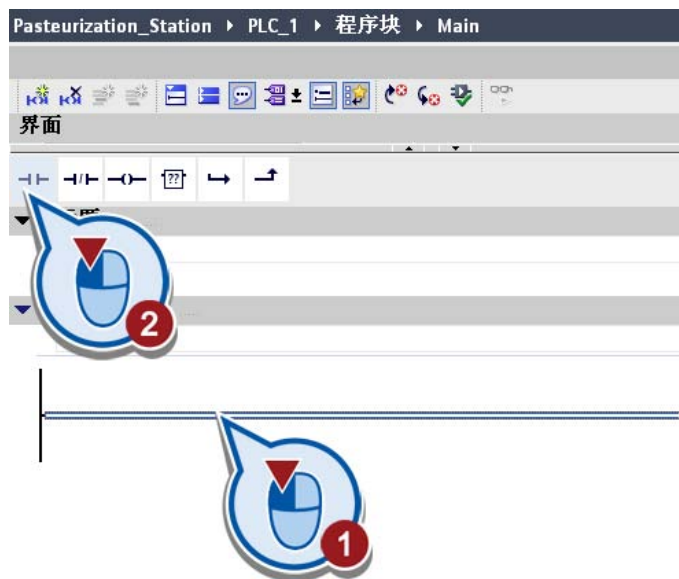 Pasteurization_Station ▸ PLC_1 ▸ 程序块 ▸ Main
界面
??
2
1